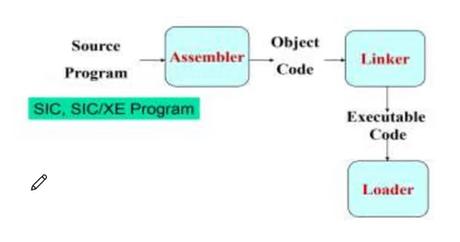 Source
Program
Assembler
Object
Code
Linker
SIC, SIC/XE Program
Executable
Code
Loader